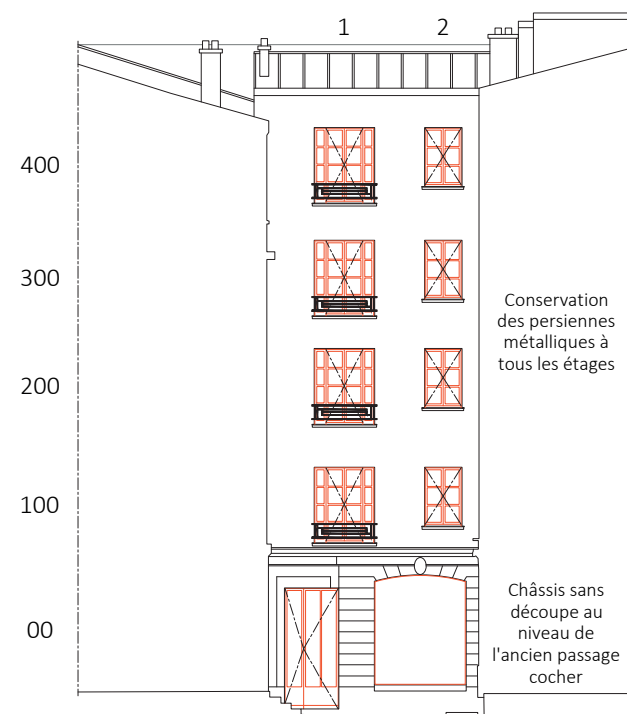 1 2
400
300
200
100
00
Conservation
des persiennes
métalliques à
tous les étages
Châssis sans
découpe au
niveau de
l'ancien passage
cocher